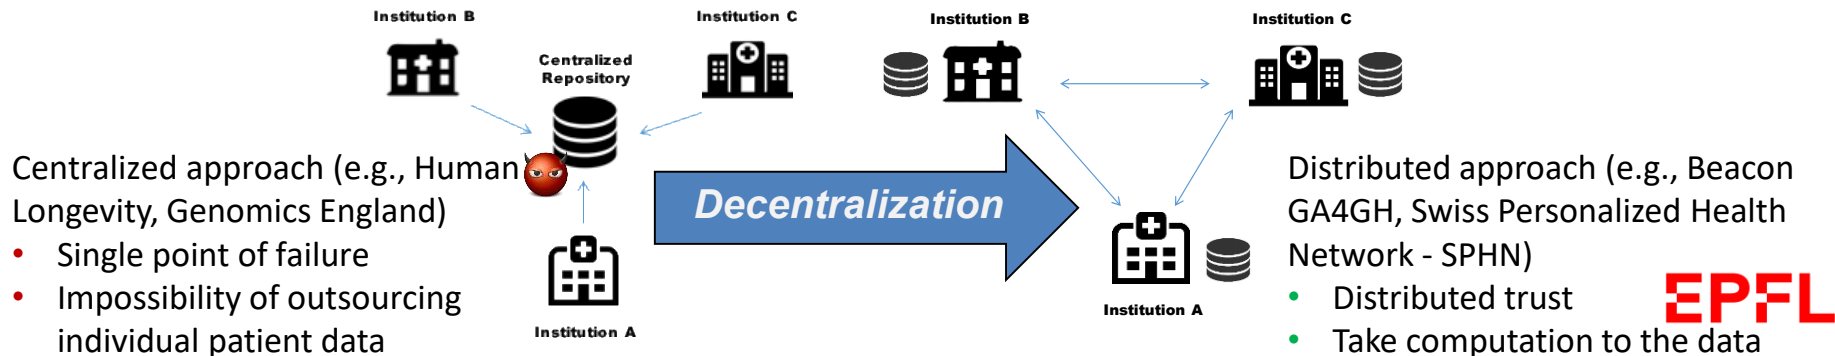 Institution B
Institution C
Centralized
Repository
Institution A
Centralized approach (e.g., Human
Longevity, Genomics England)
• Single point of failure
• Impossibility of outsourcing
individual patient data
Decentralization
Institution B
Institution C
Institution A
Distributed approach (e.g., Beacon
GA4GH, Swiss Personalized Health
Network - SPHN)
• Distributed trust
• Take computation to the data
EPFL